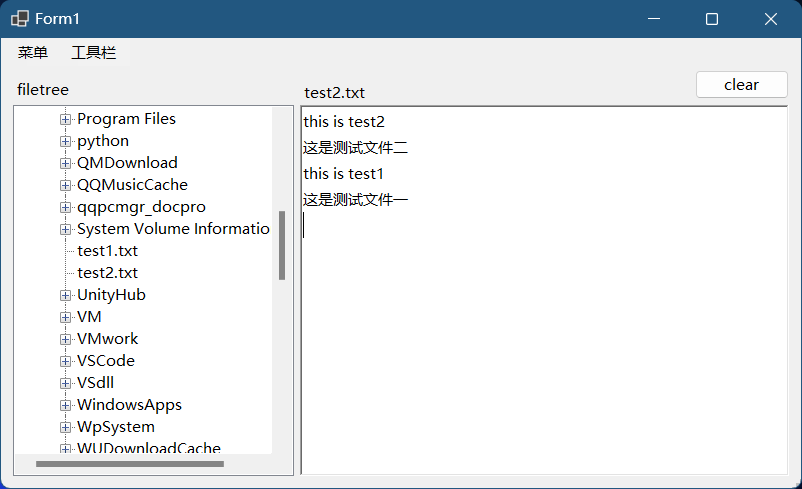 Form1
菜单 工具栏
filetree
test2.txt
clear
Program Files
python
QMDownload
QQMusicCache
qqpcmgr_docpro
System Volume Informatio
test1.txt
test2.txt
UnityHub
VM
VMwork
VSCode
VSdll
WindowsApps
WpSystem
WUDownloadCache
this is test2
这是测试文件二
this is test1
这是测试文件一